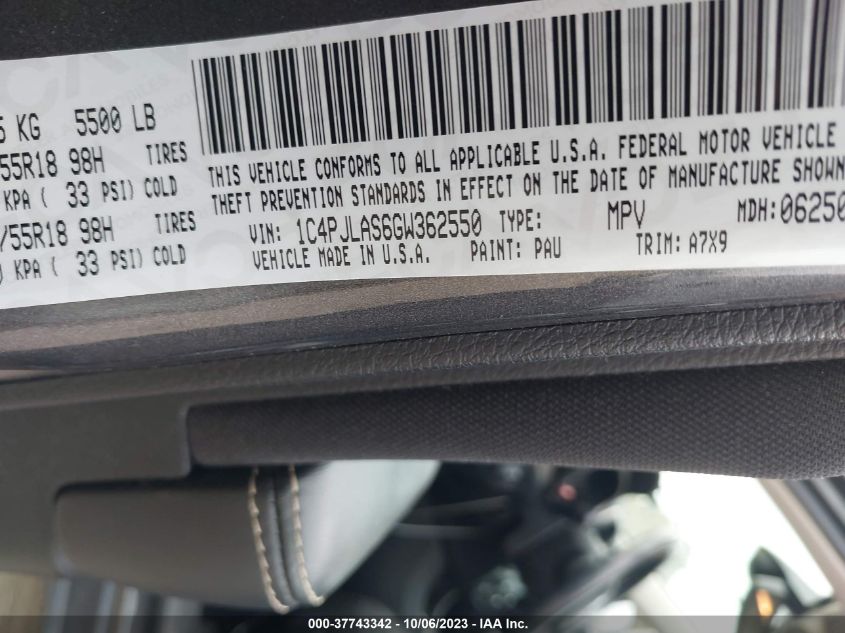 5 KG 5500 LB
55R18 98H TIRES
KPA ( 33 PSI) COLD
/55R18 98H TIRES
) KPA ( 33 PSI) COLD
THIS VEHICLE CONFORMS TO ALL APPLICABLE U.S.A. FEDERAL MOTOR VEHICLE
THEFT PREVENTION STANDARDS IN EFFECT ON THE DATE OF MANUFACTURE SHOWN
VIN: 1C4PJLAS6GW362550 TYPE: MPV MDH: 06250
VEHICLE MADE IN U.S.A. PAINT: PAU TRIM: A7X9
000-37743342 - 10/06/2023 - IAA Inc.